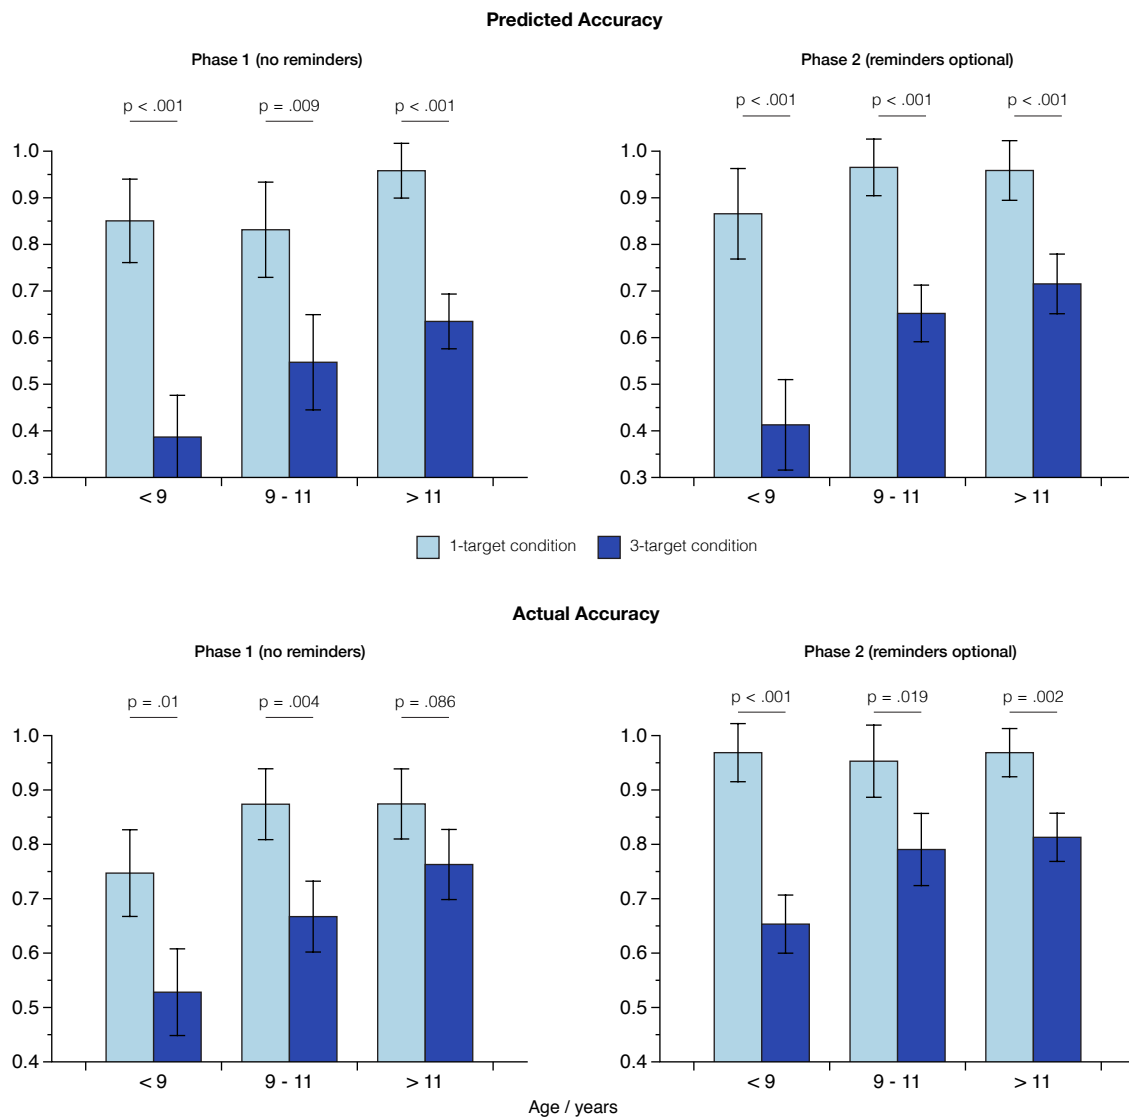 Predicted Accuracy
Phase 1 (no reminders)
p < .001
p = .009
p < .001
1.0
0.9
0.8
0.7
0.6
0.5
0.4
0.3
< 9
9 - 11
> 11
Phase 2 (reminders optional)
p < .001
p < .001
p < .001
1.0
0.9
0.8
0.7
0.6
0.5
0.4
0.3
< 9
9 - 11
> 11
1-target condition
3-target condition
Actual Accuracy
Phase 1 (no reminders)
p = .01
p = .004
p = .086
1.0
0.9
0.8
0.7
0.6
0.5
0.4
< 9
9 - 11
> 11
Phase 2 (reminders optional)
p < .001
p = .019
p = .002
1.0
0.9
0.8
0.7
0.6
0.5
0.4
< 9
9 - 11
> 11
Age / years